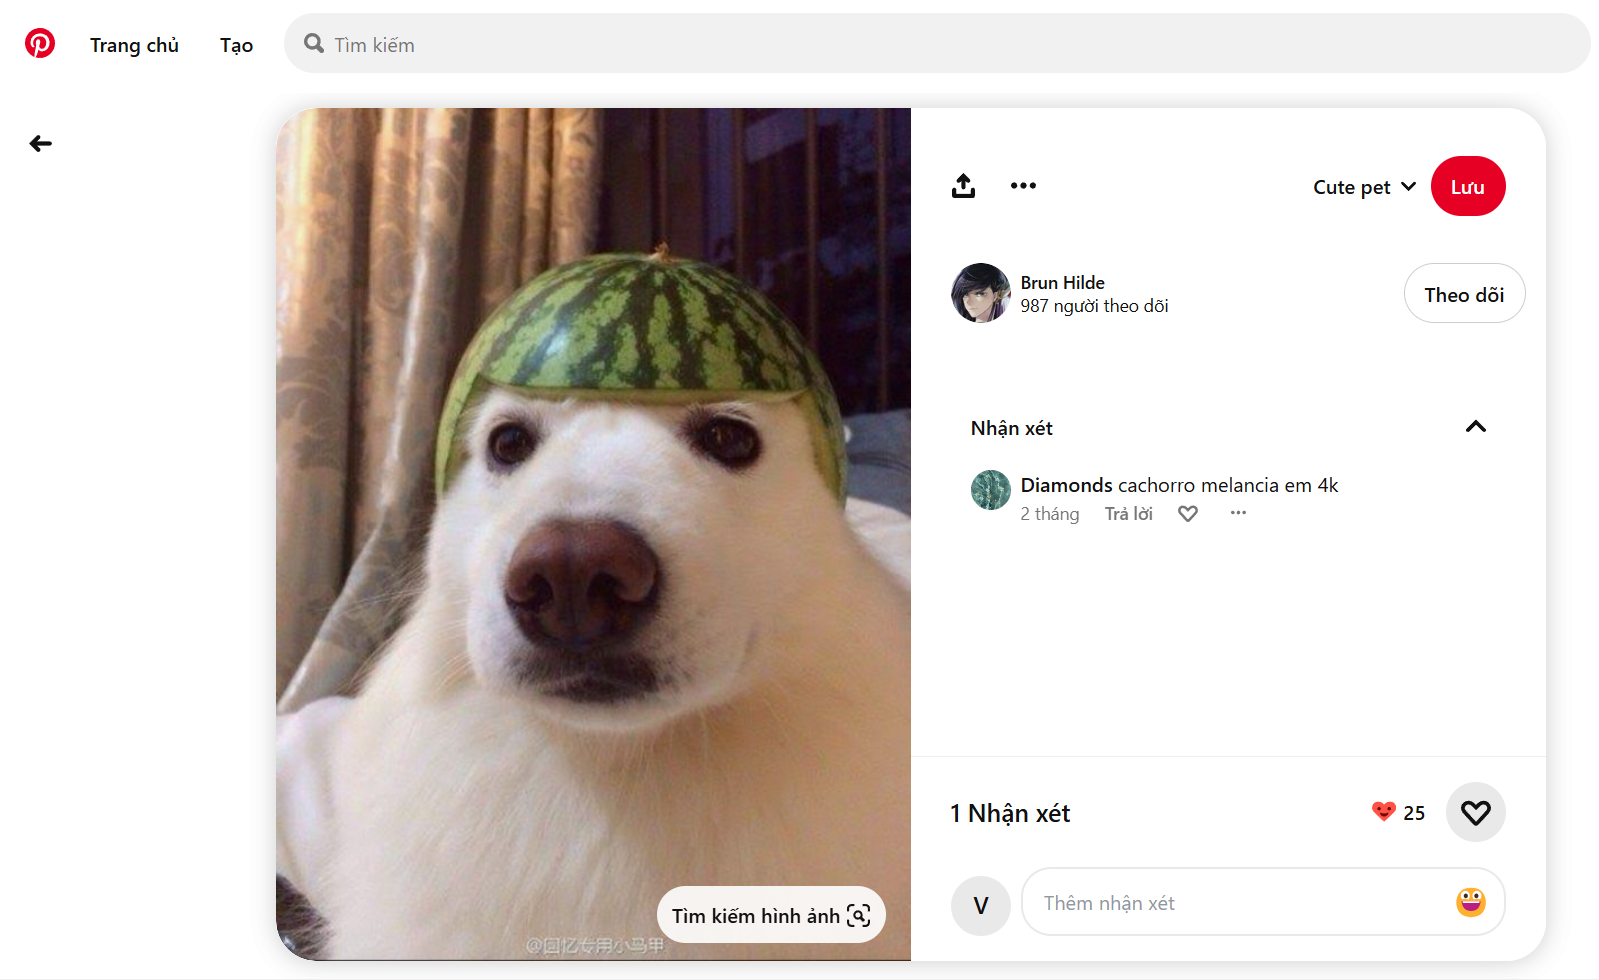 Trang chủ
Tạo
Tìm kiếm
Cute pet
Lưu
Brun Hilde
987 người theo dõi
Theo dõi
Nhận xét
Diamonds cachorro melancia em 4k
2 tháng
Trả lời
1 Nhận xét
25
V
Thêm nhận xét
Tìm kiếm hình ảnh
@回忆专用小马甲